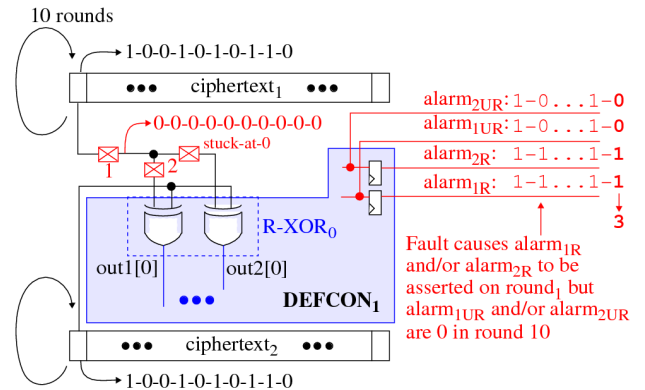 10 rounds
1-0-0-0-1-0-1-0-1-1-0
ciphertext1
0-0-0-0-0-0-0-0-0-0
stuck-at-0
1
2
alarm2UR: 1-0...1-0
alarm1UR: 1-0...1-0
alarm2R: 1-1...1-1
alarm1R: 1-1...1-1
3
R-XOR0
out1[0]
out2[0]
DEFCON1
Fault causes alarm1R
and/or alarm2R to be
asserted on round1 but
alarm1UR and/or alarm2UR
are 0 in round 10
ciphertext2
1-0-0-1-0-1-0-1-1-0